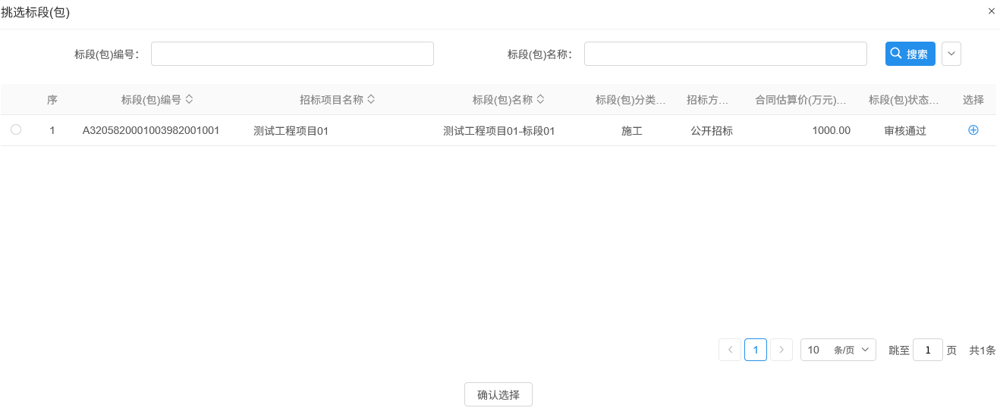 挑选标段(包)
标段(包)编号： 标段(包)名称： 搜索
序 标段(包)编号 招标项目名称 标段(包)名称 标段(包)分类... 招标方... 合同估算价(万元)... 标段(包)状态... 选择
1 A3205820001003982001001 测试工程项目01 测试工程项目01-标段01 施工 公开招标 1000.00 审核通过
1 10 条/页 跳至 1 页 共1条
确认选择